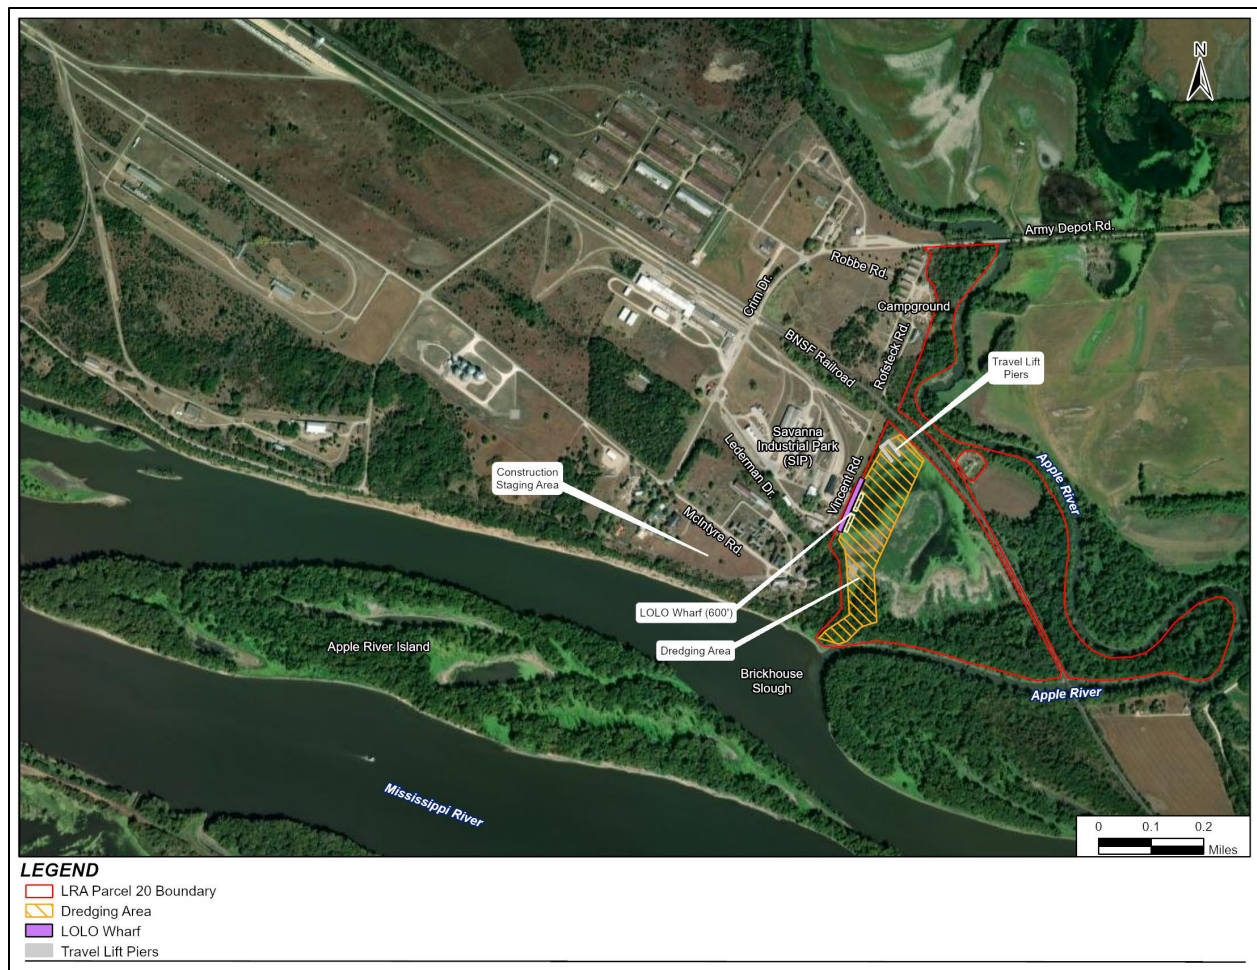 N
Army Depot Rd.
Robbe Rd.
Crim Dr.
Campground
BNSF Railroad
Rofsteck Rd.
Travel Lift
Piers
Savanna
Industrial Park
(SIP)
Lederman Dr.
Vincent Rd.
Apple River
Construction
Staging Area
McIntyre Rd.
LOLO Wharf (600')
Dredging Area
Apple River Island
Brickhouse
Slough
Apple River
Mississippi River
0 0.1 0.2
Miles
LEGEND
LRA Parcel 20 Boundary
Dredging Area
LOLO Wharf
Travel Lift Piers